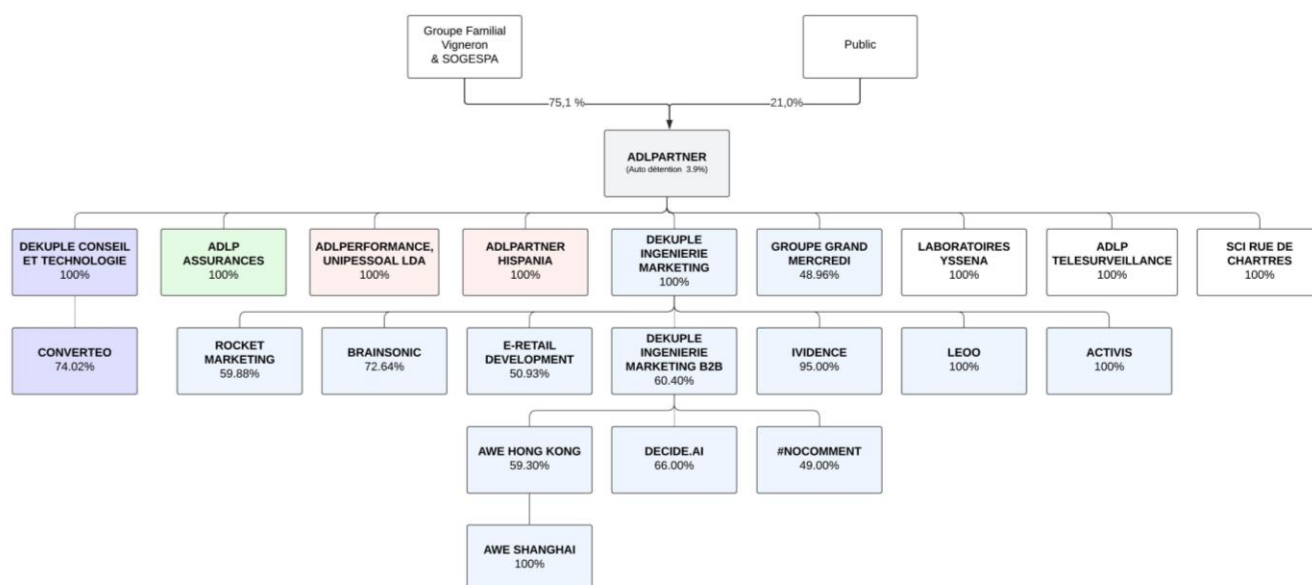 Groupe Familial
Vigneron
& SOGESPA
Public
75,1 %
21,0%
ADLPARTNER
(Auto détention 3.9%)
DEKUPLE CONSEIL
ET TECHNOLOGIE
100%
ADLP
ASSURANCES
100%
ADLPERFORMANCE,
UNIPESSOAL LDA
100%
ADLPARTNER
HISPANIA
100%
DEKUPLE
INGENIERIE
MARKETING
100%
GROUPE GRAND
MERCREDI
48.96%
LABORATOIRES
YSSENA
100%
ADLP
TELESURVEILLANCE
100%
SCI RUE DE
CHARTRES
100%
CONVERTEO
74.02%
ROCKET
MARKETING
59.88%
BRAINSONIC
72.64%
E-RETAIL
DEVELOPMENT
50.93%
DEKUPLE
INGENIERIE
MARKETING B2B
60.40%
IVIDENCE
95.00%
LEOO
100%
ACTIVIS
100%
AWE HONG KONG
59.30%
DECIDE.AI
66.00%
#NOCOMMENT
49.00%
AWE SHANGHAI
100%